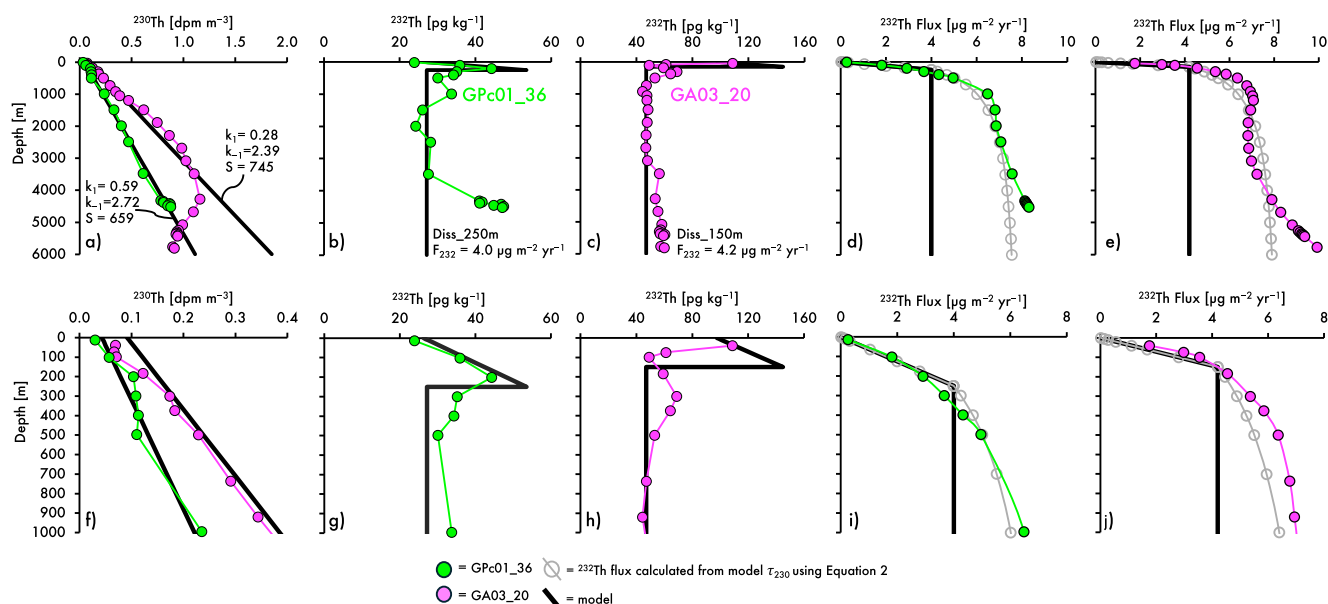 ²³⁰Th [dpm m⁻³]
²³²Th [pg kg⁻¹]
²³²Th [pg kg⁻¹]
²³²Th Flux [µg m⁻² yr⁻¹]
²³²Th Flux [µg m⁻² yr⁻¹]
0.0 0.5 1.0 1.5 2.0
0 20 40 60
0 40 80 120 160
0 2 4 6 8 10
0 2 4 6 8 10
Depth [m]
0
1000
2000
3000
4000
5000
6000
k₁= 0.28
k₋₁=2.39
S = 745
k₁=0.59
k₋₁=2.72
S = 659
a)
GPc01_36
Diss_250m
F₂₃₂ = 4.0 µg m⁻² yr⁻¹
b)
GA03_20
Diss_150m
F₂₃₂ = 4.2 µg m⁻² yr⁻¹
c)
d)
e)
²³⁰Th [dpm m⁻³]
²³²Th [pg kg⁻¹]
²³²Th [pg kg⁻¹]
²³²Th Flux [µg m⁻² yr⁻¹]
²³²Th Flux [µg m⁻² yr⁻¹]
0.0 0.1 0.2 0.3 0.4
0 20 40 60
0 40 80 120 160
0 2 4 6 8
0 2 4 6 8
Depth [m]
0
100
200
300
400
500
600
700
800
900
1000
f)
g)
h)
i)
j)
= GPc01_36
= ²³²Th flux calculated from model τ₂₃₀ using Equation 2
= GA03_20
= model